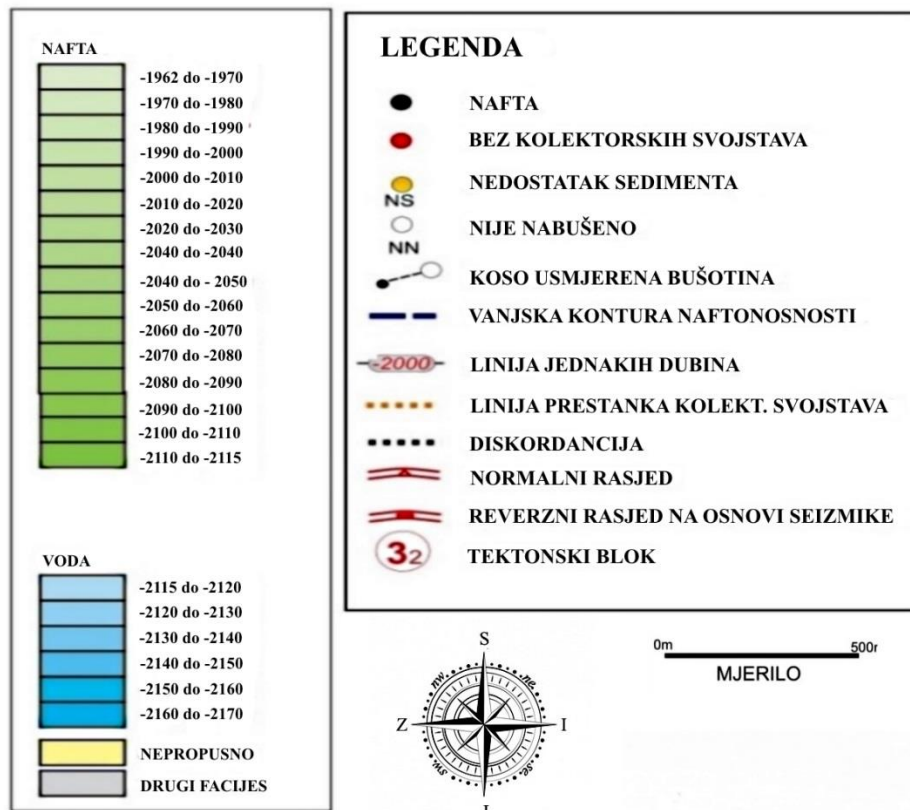 NAFTA
-1962 do -1970
-1970 do -1980
-1980 do -1990
-1990 do -2000
-2000 do -2010
-2010 do -2020
-2020 do -2030
-2040 do -2040
-2040 do - 2050
-2050 do -2060
-2060 do -2070
-2070 do -2080
-2080 do -2090
-2090 do -2100
-2100 do -2110
-2110 do -2115
VODA
-2115 do -2120
-2120 do -2130
-2130 do -2140
-2140 do -2150
-2150 do -2160
-2160 do -2170
NEPROPUSNO
DRUGI FACIJES
LEGENDA
NAFTA
BEZ KOLEKTORSKIH SVOJSTAVA
NS NEDOSTATAK SEDIMENTA
NN NIJE NABUŠENO
KOSO USMJERENA BUŠOTINA
VANJSKA KONTURA NAFTONOSNOSTI
-2000 LINIJA JEDNAKIH DUBINA
LINIJA PRESTANKA KOLEKT. SVOJSTAVA
DISKORDANCIJA
NORMALNI RASJED
REVERZNI RASJED NA OSNOVI SEIZMIKE
32 TEKTONSKI BLOK
S
nw. ne
Z I
sw. se
J
0m 500r
MJERILO